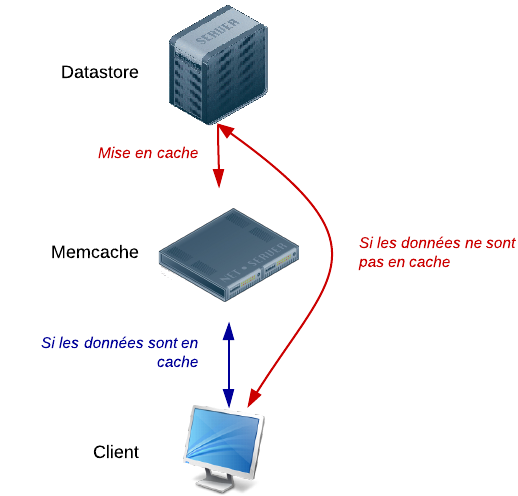 SERVER
Datastore
Mise en cache
Memcache
NET • SERVER
Si les données ne sont
pas en cache
Si les données sont en
cache
Client